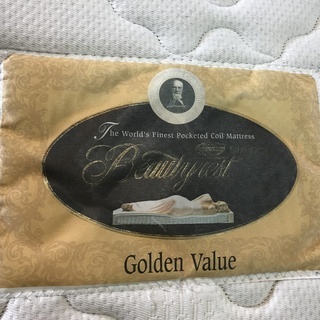 The World's Finest Pocketed Coil Mattress
Beautyrest
Golden Value